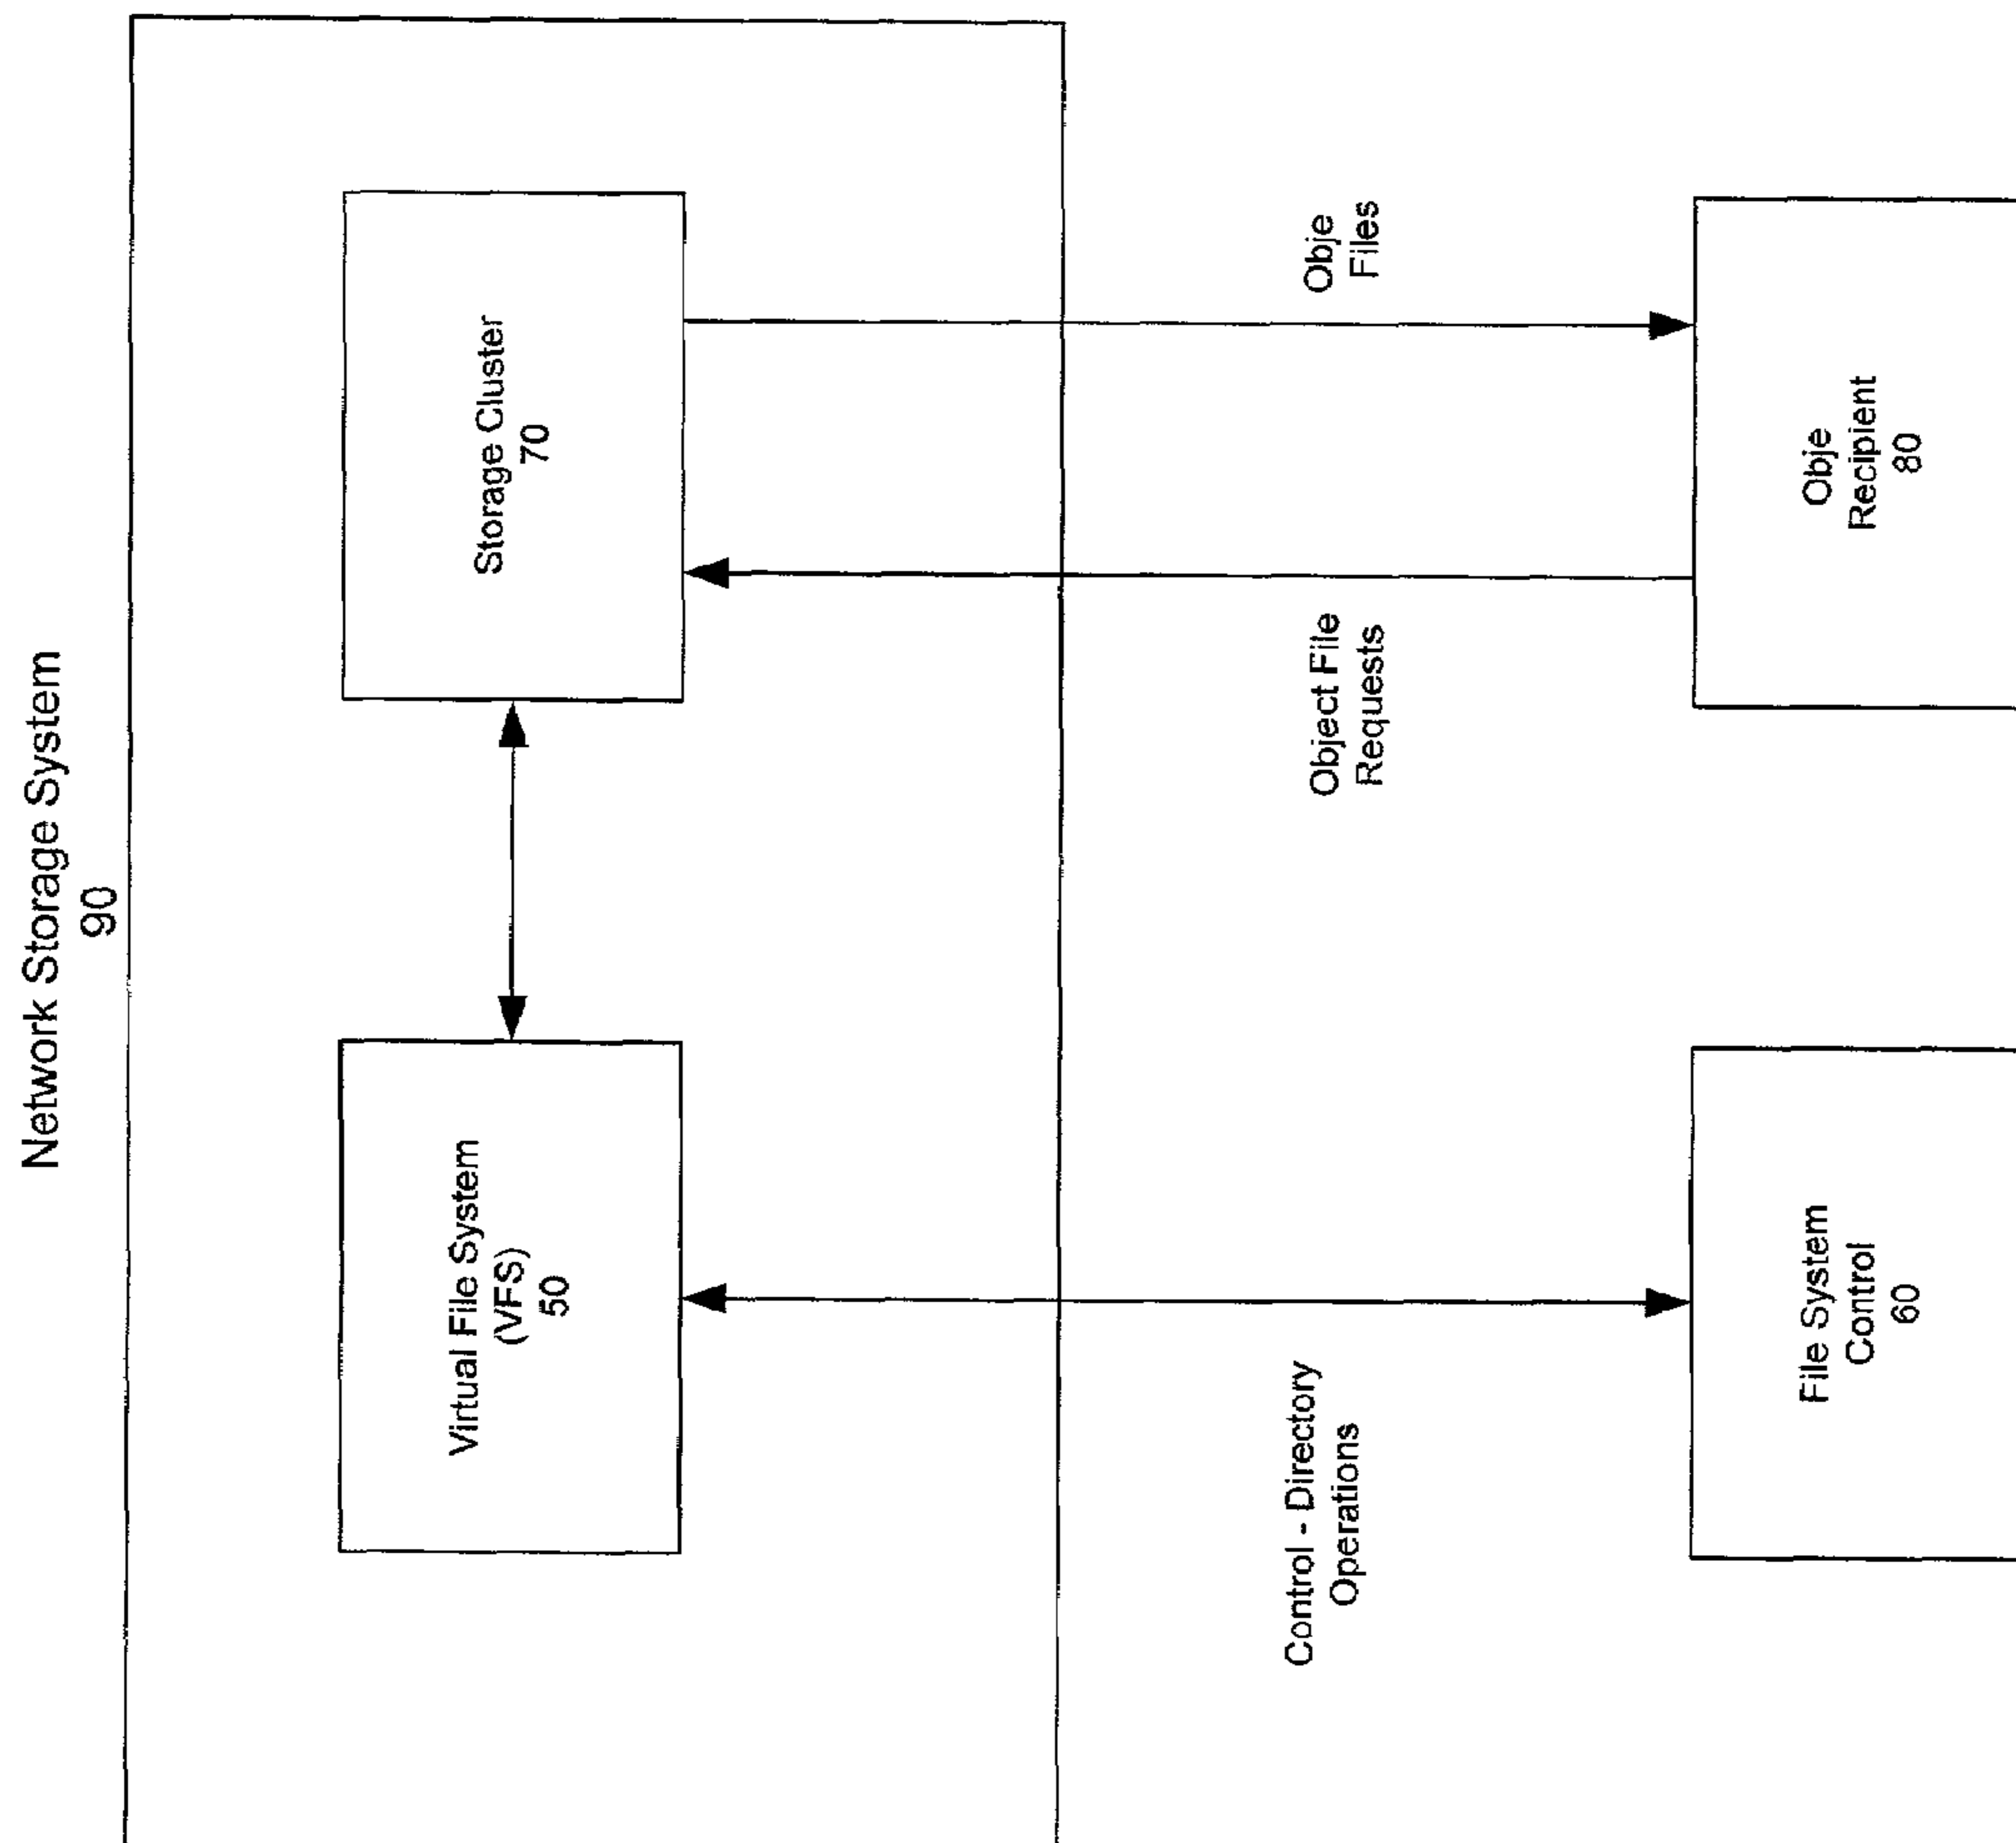 Network Storage System
90
Virtual File System
(VFS)
50
Storage Cluster
70
Control - Directory
Operations
Object File
Requests
Obje
Files
File System
Control
60
Obje
Recipient
80